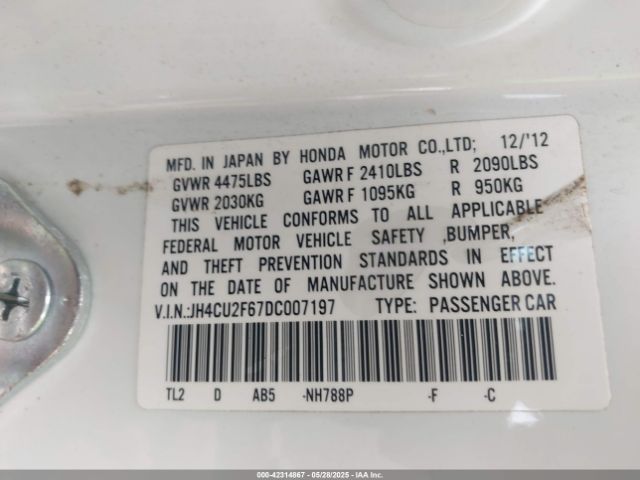 MFD. IN JAPAN BY HONDA MOTOR CO.,LTD; 12/'12
GVWR 4475LBS GAWR F 2410LBS R 2090LBS
GVWR 2030KG GAWR F 1095KG R 950KG
THIS VEHICLE CONFORMS TO ALL APPLICABLE
FEDERAL MOTOR VEHICLE SAFETY ,BUMPER,
AND THEFT PREVENTION STANDARDS IN EFFECT
ON THE DATE OF MANUFACTURE SHOWN ABOVE.
V.I.N.:JH4CU2F67DC007197 TYPE: PASSENGER CAR
TL2 D AB5 -NH788P -F -C
000-42314867 - 05/28/2025 - IAAI.COM